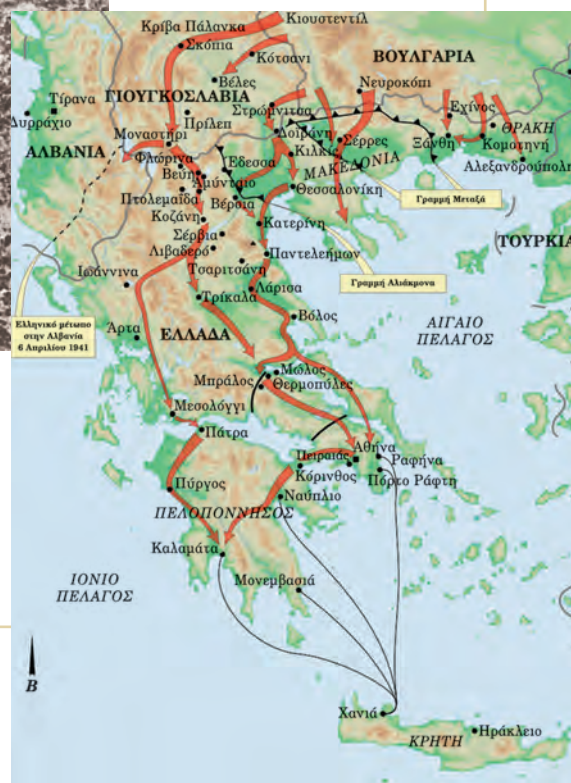 Κιουστεντίλ
Κρίβα Πάλανκα
Σκόπια
Κότσανι
ΒΟΥΛΓΑΡΙΑ
Βέλες
Νευροκόπι
Τίρανα
ΓΙΟΥΓΚΟΣΛΑΒΙΑ
Στρώμνιτσα
Εχίνος
Δυρράχιο
Πρίλεπ
ΘΡΑΚΗ
Μοναστήρι
Δοϊράνη
Σέρρες
Ξάνθη
Κομοτηνή
ΑΛΒΑΝΙΑ
Φλώρινα
Έδεσσα
Κιλκίς
ΜΑΚΕΔΟΝΙΑ
Αλεξανδρούπολη
Βεύη
Αμύνταιο
Θεσσαλονίκη
Πτολεμαΐδα
Βέροια
Γραμμή Μεταξά
Κοζάνη
Κατερίνη
Σέρβια
ΤΟΥΡΚΙΑ
Λιβαδερό
Παντελεήμων
Τσαριτσάνη
Ιωάννινα
Λάρισα
Γραμμή Αλιάκμονα
Τρίκαλα
Βόλος
Ελληνικό μέτωπο
στην Αλβανία
6 Απριλίου 1941
Άρτα
ΕΛΛΑΔΑ
ΑΙΓΑΙΟ
ΠΕΛΑΓΟΣ
Μώλος
Μπράλος
Θερμοπύλες
Μεσολόγγι
Πάτρα
Αθήνα
Πειραιάς
Ραφήνα
Κόρινθος
Πόρτο Ράφτη
Πύργος
Ναύπλιο
ΠΕΛΟΠΟΝΝΗΣΟΣ
Καλαμάτα
Μονεμβασιά
ΙΟΝΙΟ
ΠΕΛΑΓΟΣ
Β
Χανιά
Ηράκλειο
ΚΡΗΤΗ